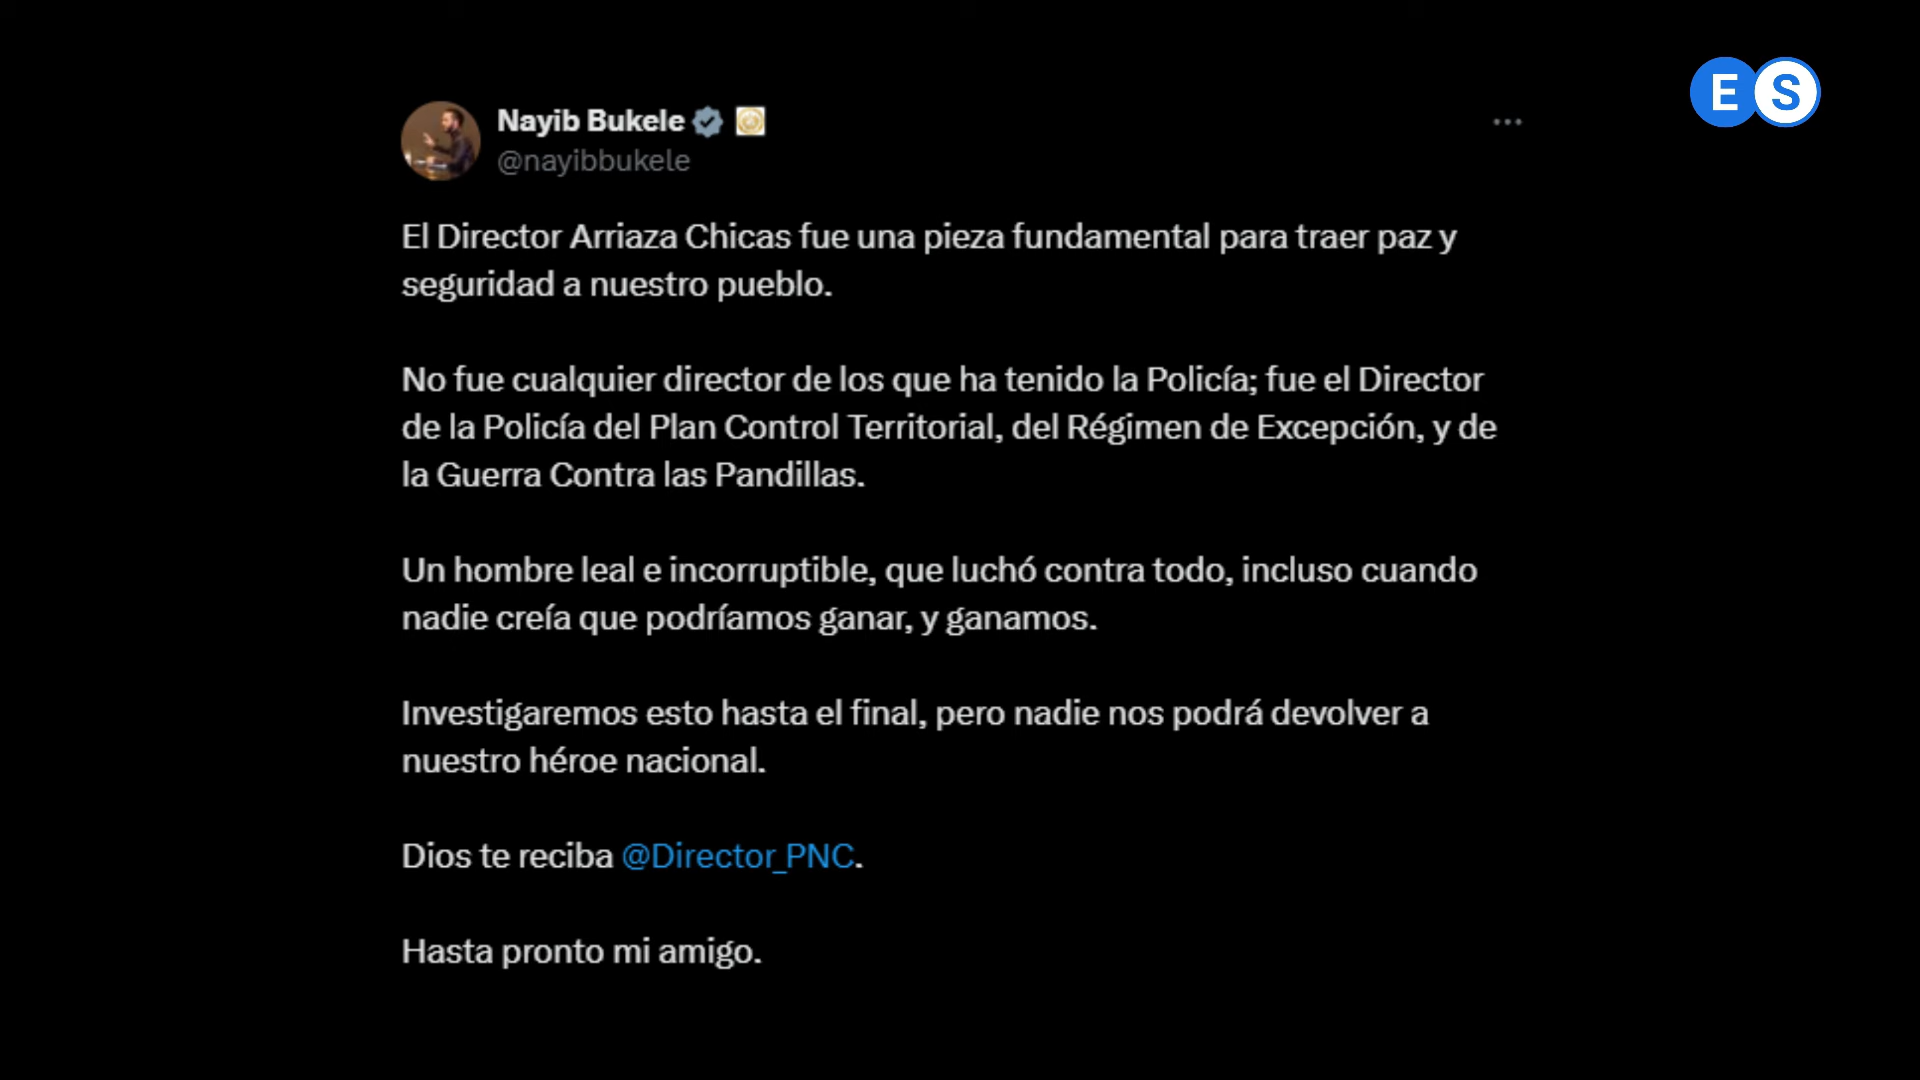 Nayib Bukele
@nayibbukele
ES
El Director Arriaza Chicas fue una pieza fundamental para traer paz y
seguridad a nuestro pueblo.
No fue cualquier director de los que ha tenido la Policía; fue el Director
de la Policía del Plan Control Territorial, del Régimen de Excepción, y de
la Guerra Contra las Pandillas.
Un hombre leal e incorruptible, que luchó contra todo, incluso cuando
nadie creía que podríamos ganar, y ganamos.
Investigaremos esto hasta el final, pero nadie nos podrá devolver a
nuestro héroe nacional.
Dios te reciba @Director_PNC.
Hasta pronto mi amigo.